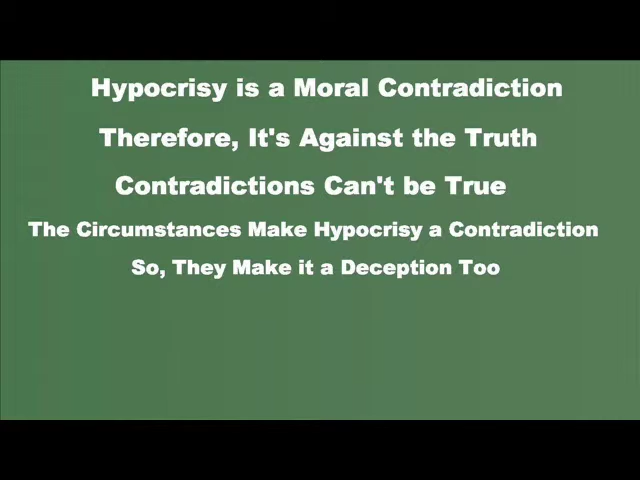 Hypocrisy is a Moral Contradiction
Therefore, It's Against the Truth
Contradictions Can't be True
The Circumstances Make Hypocrisy a Contradiction
So, They Make it a Deception Too